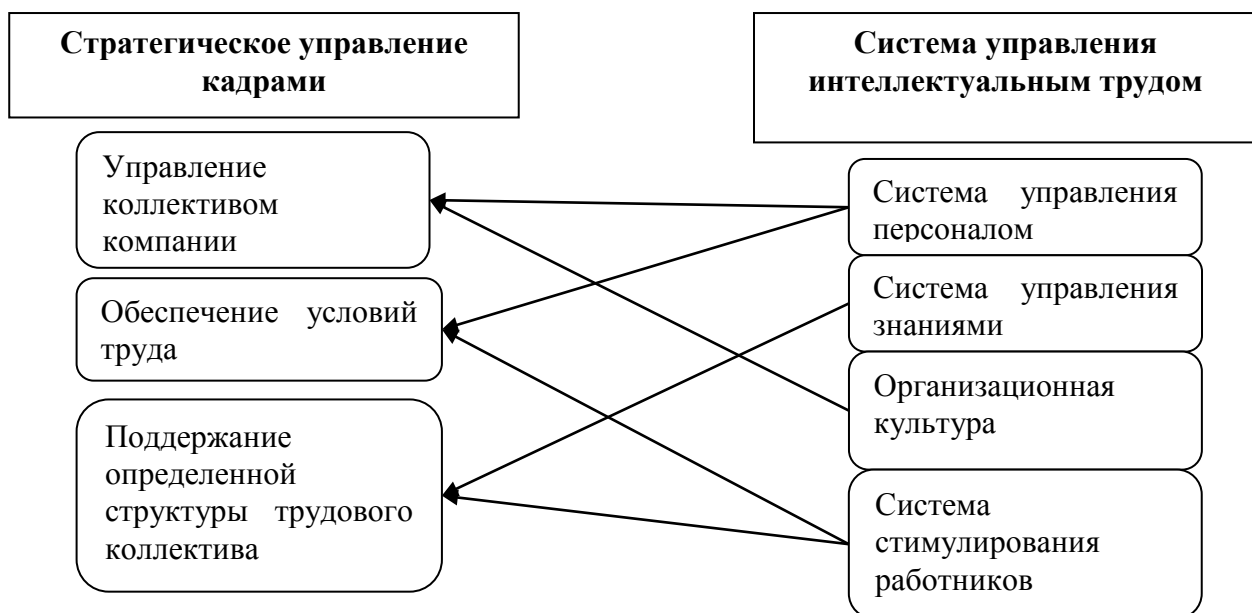 Стратегическое управление
кадрами
Управление
коллективом
компании
Обеспечение условий
труда
Поддержание
определенной
структуры трудового
коллектива
Система управления
интеллектуальным трудом
Система управления
персоналом
Система управления
знаниями
Организационная
культура
Система
стимулирования
работников